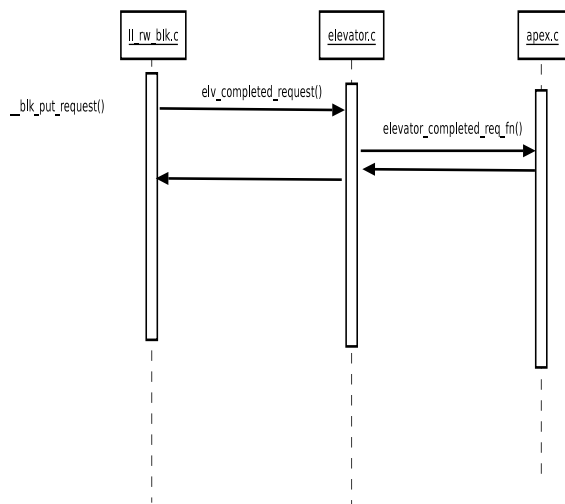 ll_rw_blk.c
elevator.c
apex.c
elv_completed_request()
__blk_put_request()
elevator_completed_req_fn()